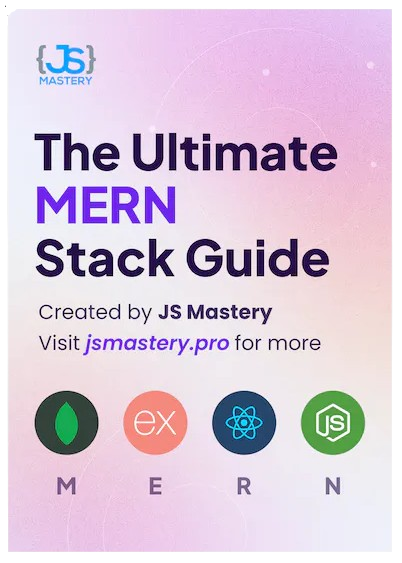 {JS}
MASTERY
The Ultimate
MERN
Stack Guide
Created by JS Mastery
Visit jsmastery.pro for more
ex
JS
M E R N